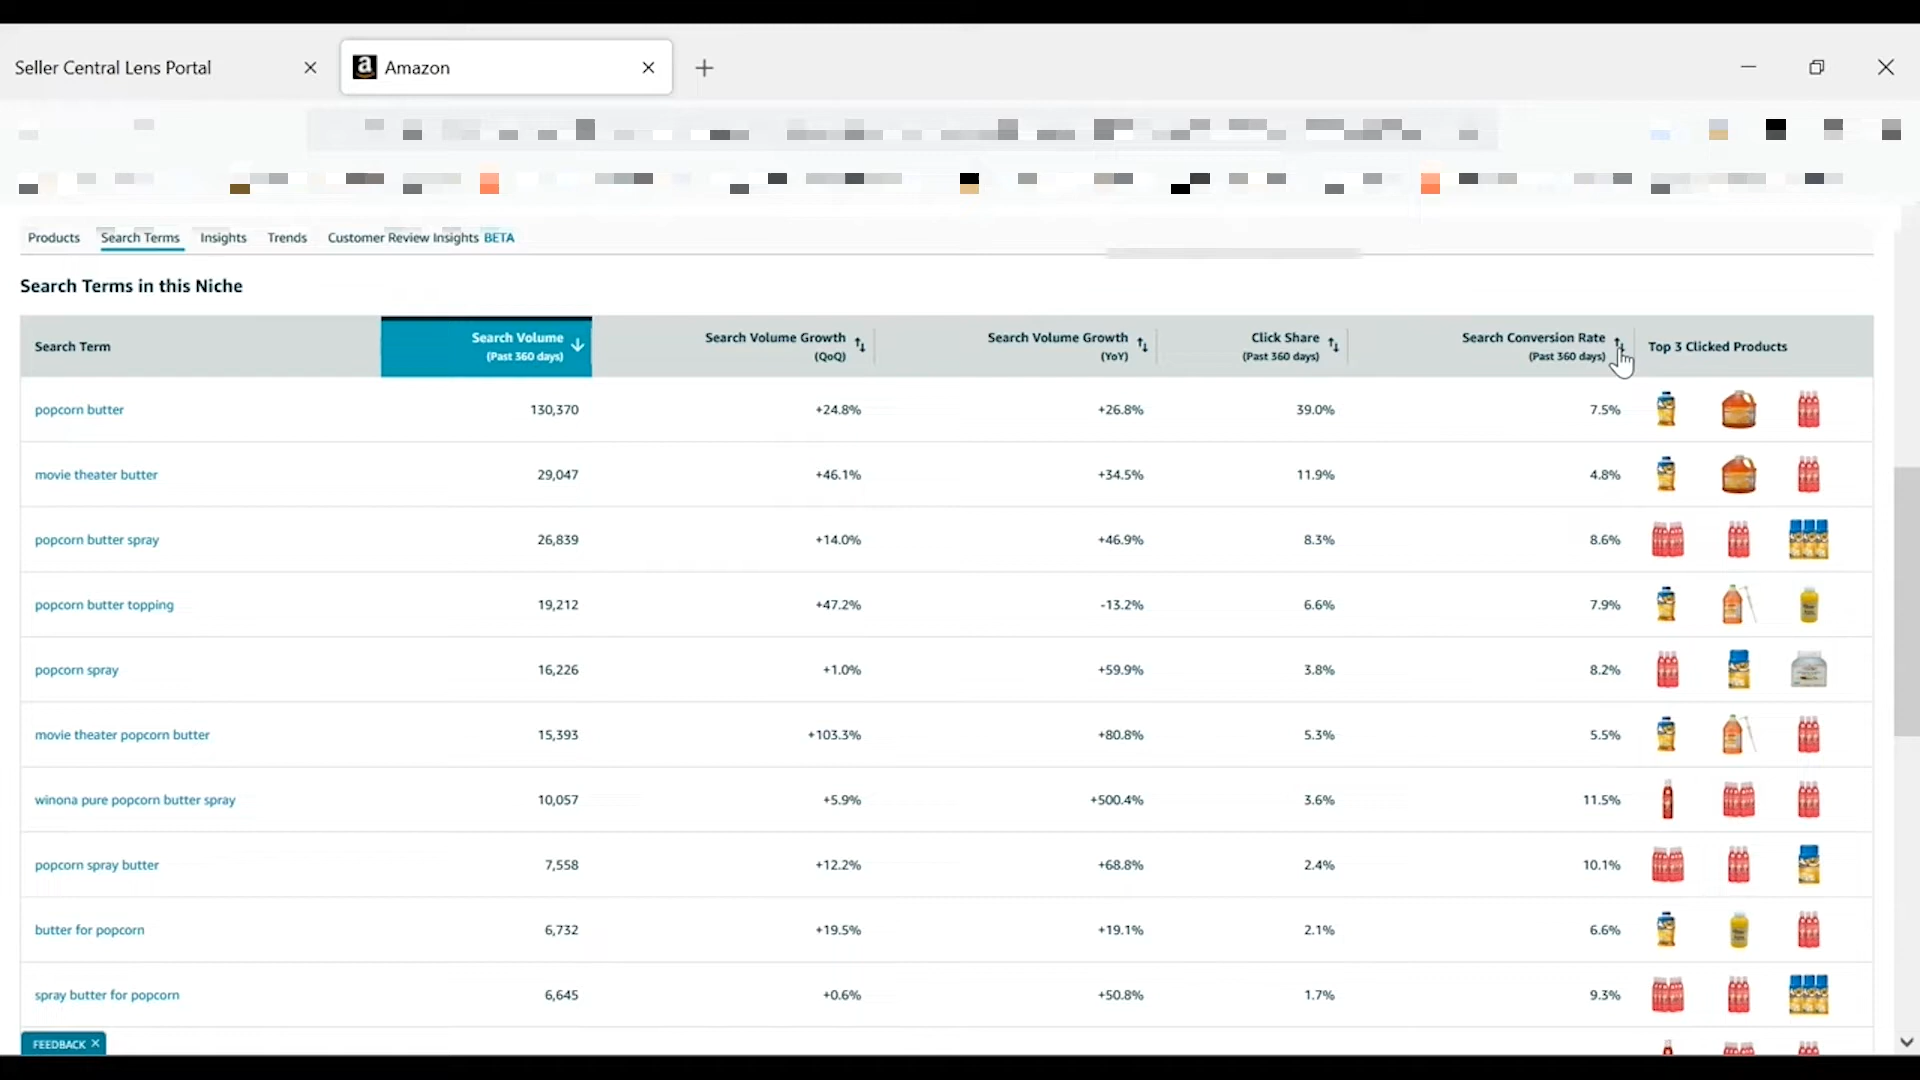 Seller Central Lens Portal
Amazon
Products Search Terms Insights Trends Customer Review Insights BETA
Search Terms in this Niche
Search Term Search Volume (Past 360 days) Search Volume Growth (QoQ) Search Volume Growth (YoY) Click Share (Past 360 days) Search Conversion Rate (Past 360 days) Top 3 Clicked Products
popcorn butter 130,370 +24.8% +26.8% 39.0% 7.5%
movie theater butter 29,047 +46.1% +34.5% 11.9% 4.8%
popcorn butter spray 26,839 +14.0% +46.9% 8.3% 8.6%
popcorn butter topping 19,212 +47.2% -13.2% 6.6% 7.9%
popcorn spray 16,226 +1.0% +59.9% 3.8% 8.2%
movie theater popcorn butter 15,393 +103.3% +80.8% 5.3% 5.5%
winona pure popcorn butter spray 10,057 +5.9% +500.4% 3.6% 11.5%
popcorn spray butter 7,558 +12.2% +68.8% 2.4% 10.1%
butter for popcorn 6,732 +19.5% +19.1% 2.1% 6.6%
spray butter for popcorn 6,645 +0.6% +50.8% 1.7% 9.3%
FEEDBACK